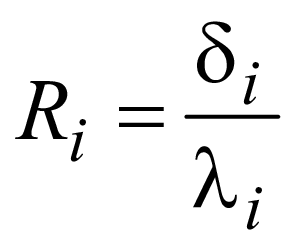 R_i = δ_i / λ_i